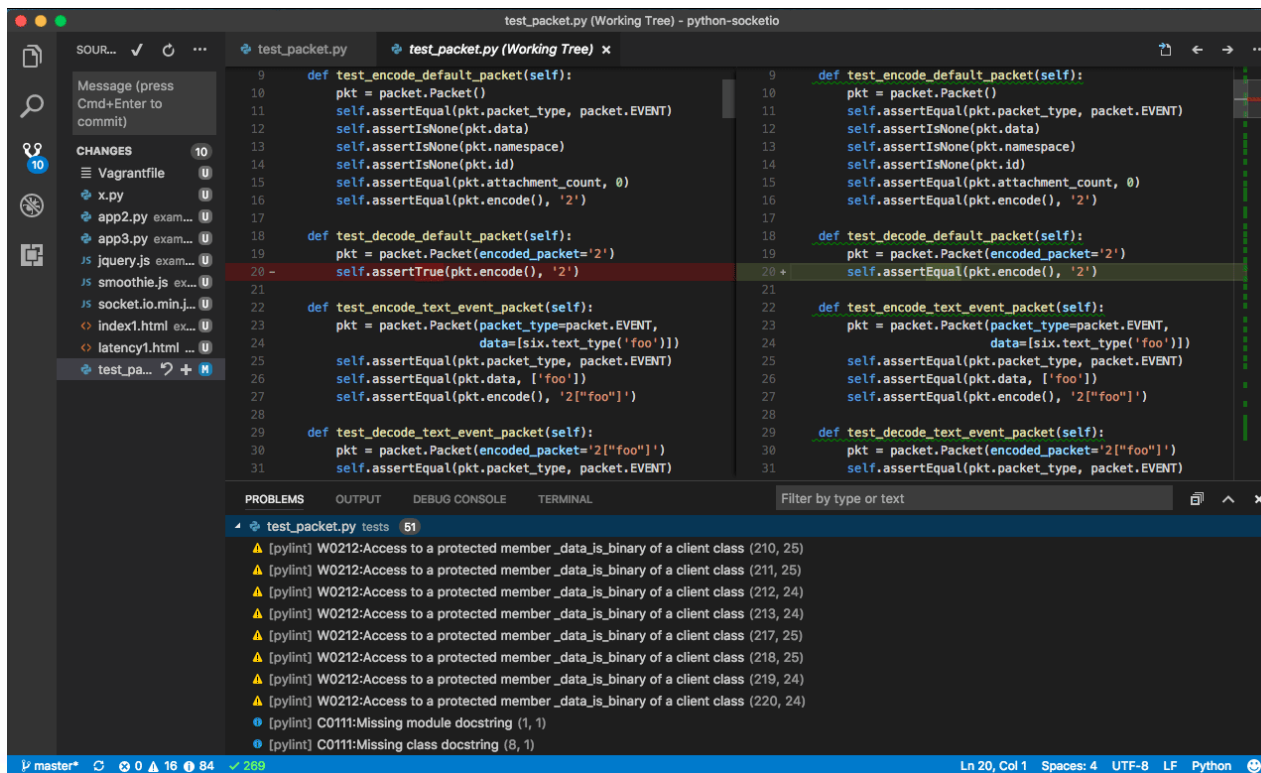 test_packet.py (Working Tree) - python-socketio
SOUR...
test_packet.py
test_packet.py (Working Tree)
Message (press
Cmd+Enter to
commit)
CHANGES 10
10
Vagrantfile U
x.py U
app2.py exam... U
app3.py exam... U
JS jquery.js exam... U
JS smoothie.js ex... U
JS socket.io.min.j... U
<> index1.html ex... U
<> latency1.html ... U
test_pa... M
9 def test_encode_default_packet(self):
10 pkt = packet.Packet()
11 self.assertEqual(pkt.packet_type, packet.EVENT)
12 self.assertIsNone(pkt.data)
13 self.assertIsNone(pkt.namespace)
14 self.assertIsNone(pkt.id)
15 self.assertEqual(pkt.attachment_count, 0)
16 self.assertEqual(pkt.encode(), '2')
17
18 def test_decode_default_packet(self):
19 pkt = packet.Packet(encoded_packet='2')
20 - self.assertTrue(pkt.encode(), '2')
21
22 def test_encode_text_event_packet(self):
23 pkt = packet.Packet(packet_type=packet.EVENT,
24 data=[six.text_type('foo')])
25 self.assertEqual(pkt.packet_type, packet.EVENT)
26 self.assertEqual(pkt.data, ['foo'])
27 self.assertEqual(pkt.encode(), '2["foo"]')
28
29 def test_decode_text_event_packet(self):
30 pkt = packet.Packet(encoded_packet='2["foo"]')
31 self.assertEqual(pkt.packet_type, packet.EVENT)
9 def test_encode_default_packet(self):
10 pkt = packet.Packet()
11 self.assertEqual(pkt.packet_type, packet.EVENT)
12 self.assertIsNone(pkt.data)
13 self.assertIsNone(pkt.namespace)
14 self.assertIsNone(pkt.id)
15 self.assertEqual(pkt.attachment_count, 0)
16 self.assertEqual(pkt.encode(), '2')
17
18 def test_decode_default_packet(self):
19 pkt = packet.Packet(encoded_packet='2')
20 + self.assertEqual(pkt.encode(), '2')
21
22 def test_encode_text_event_packet(self):
23 pkt = packet.Packet(packet_type=packet.EVENT,
24 data=[six.text_type('foo')])
25 self.assertEqual(pkt.packet_type, packet.EVENT)
26 self.assertEqual(pkt.data, ['foo'])
27 self.assertEqual(pkt.encode(), '2["foo"]')
28
29 def test_decode_text_event_packet(self):
30 pkt = packet.Packet(encoded_packet='2["foo"]')
31 self.assertEqual(pkt.packet_type, packet.EVENT)
PROBLEMS OUTPUT DEBUG CONSOLE TERMINAL Filter by type or text
test_packet.py tests 51
[pylint] W0212:Access to a protected member _data_is_binary of a client class (210, 25)
[pylint] W0212:Access to a protected member _data_is_binary of a client class (211, 25)
[pylint] W0212:Access to a protected member _data_is_binary of a client class (212, 24)
[pylint] W0212:Access to a protected member _data_is_binary of a client class (213, 24)
[pylint] W0212:Access to a protected member _data_is_binary of a client class (217, 25)
[pylint] W0212:Access to a protected member _data_is_binary of a client class (218, 25)
[pylint] W0212:Access to a protected member _data_is_binary of a client class (219, 24)
[pylint] W0212:Access to a protected member _data_is_binary of a client class (220, 24)
[pylint] C0111:Missing module docstring (1, 1)
[pylint] C0111:Missing class docstring (8, 1)
master* 0 16 84 269 Ln 20, Col 1 Spaces: 4 UTF-8 LF Python